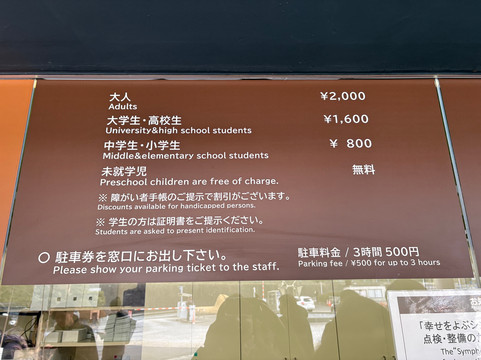 大人 ¥2,000
Adults
大学生・高校生 ¥1,600
University&high school students
中学生・小学生 ¥ 800
Middle&elementary school students
未就学児 無料
Preschool children are free of charge.
※ 障がい者手帳のご提示で割引がございます。
Discounts available for handicapped persons.
※ 学生の方は証明書をご提示ください。
Students are asked to present identification.
○ 駐車券を窓口にお出し下さい。 駐車料金 / 3時間 500円
Please show your parking ticket to the staff. Parking fee / ¥500 for up to 3 hours
「幸せをよぶシ
点検・整備の
The"Symph